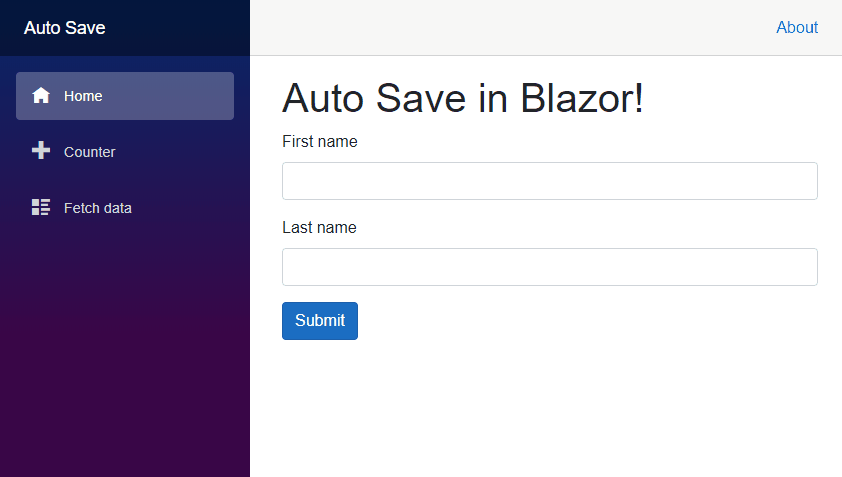 Auto Save
About
Home
Counter
Fetch data
Auto Save in Blazor!
First name
Last name
Submit